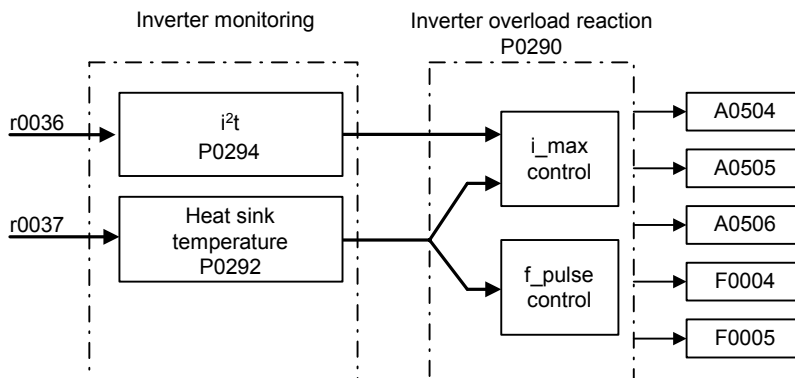 Inverter monitoring
Inverter overload reaction
P0290
r0036
i²t
P0294
r0037
Heat sink
temperature
P0292
i_max
control
f_pulse
control
A0504
A0505
A0506
F0004
F0005